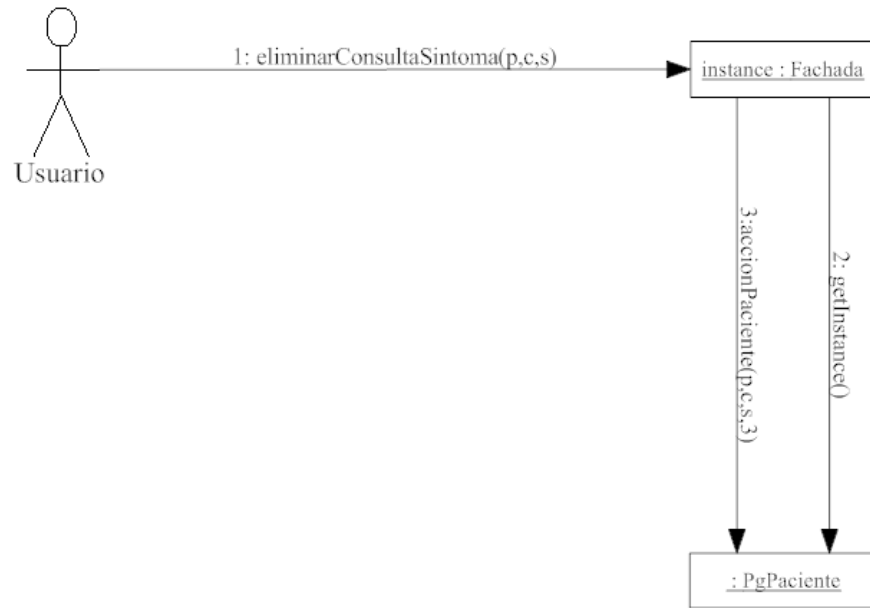 1: eliminarConsultaSintoma(p,c,s)
instance : Fachada
Usuario
3:accionPaciente(p,c,s,3)
2: getInstance()
: PgPaciente